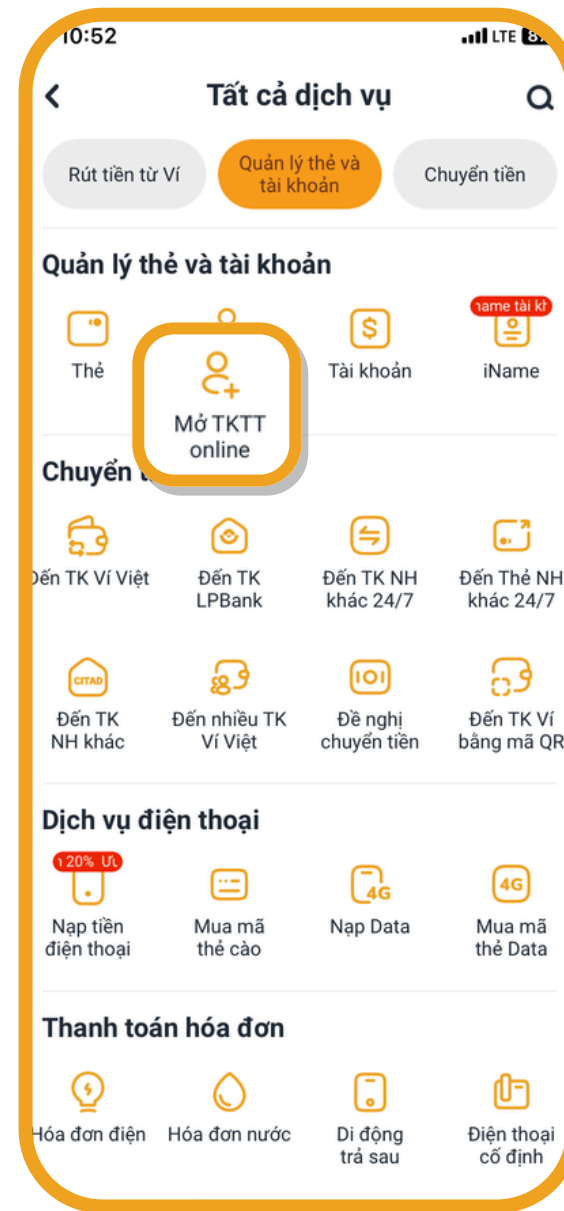 10:52
LTE
Tất cả dịch vụ
Rút tiền từ Ví
Quản lý thẻ và
tài khoản
Chuyển tiền
Quản lý thẻ và tài khoản
name tài kh
Thẻ
Mở TKTT
online
Tài khoản
iName
Chuyển
Đến TK Ví Việt
Đến TK
LPBank
Đến TK NH
khác 24/7
Đến Thẻ NH
khác 24/7
CITAD
Đến TK
NH khác
Đến nhiều TK
Ví Việt
Đề nghị
chuyển tiền
Đến TK Ví
bằng mã QR
Dịch vụ điện thoại
20% Ưu
Nạp tiền
điện thoại
Mua mã
thẻ cào
4G
Nạp Data
4G
Mua mã
thẻ Data
Thanh toán hóa đơn
Hóa đơn điện
Hóa đơn nước
Di động
trả sau
Điện thoại
cố định